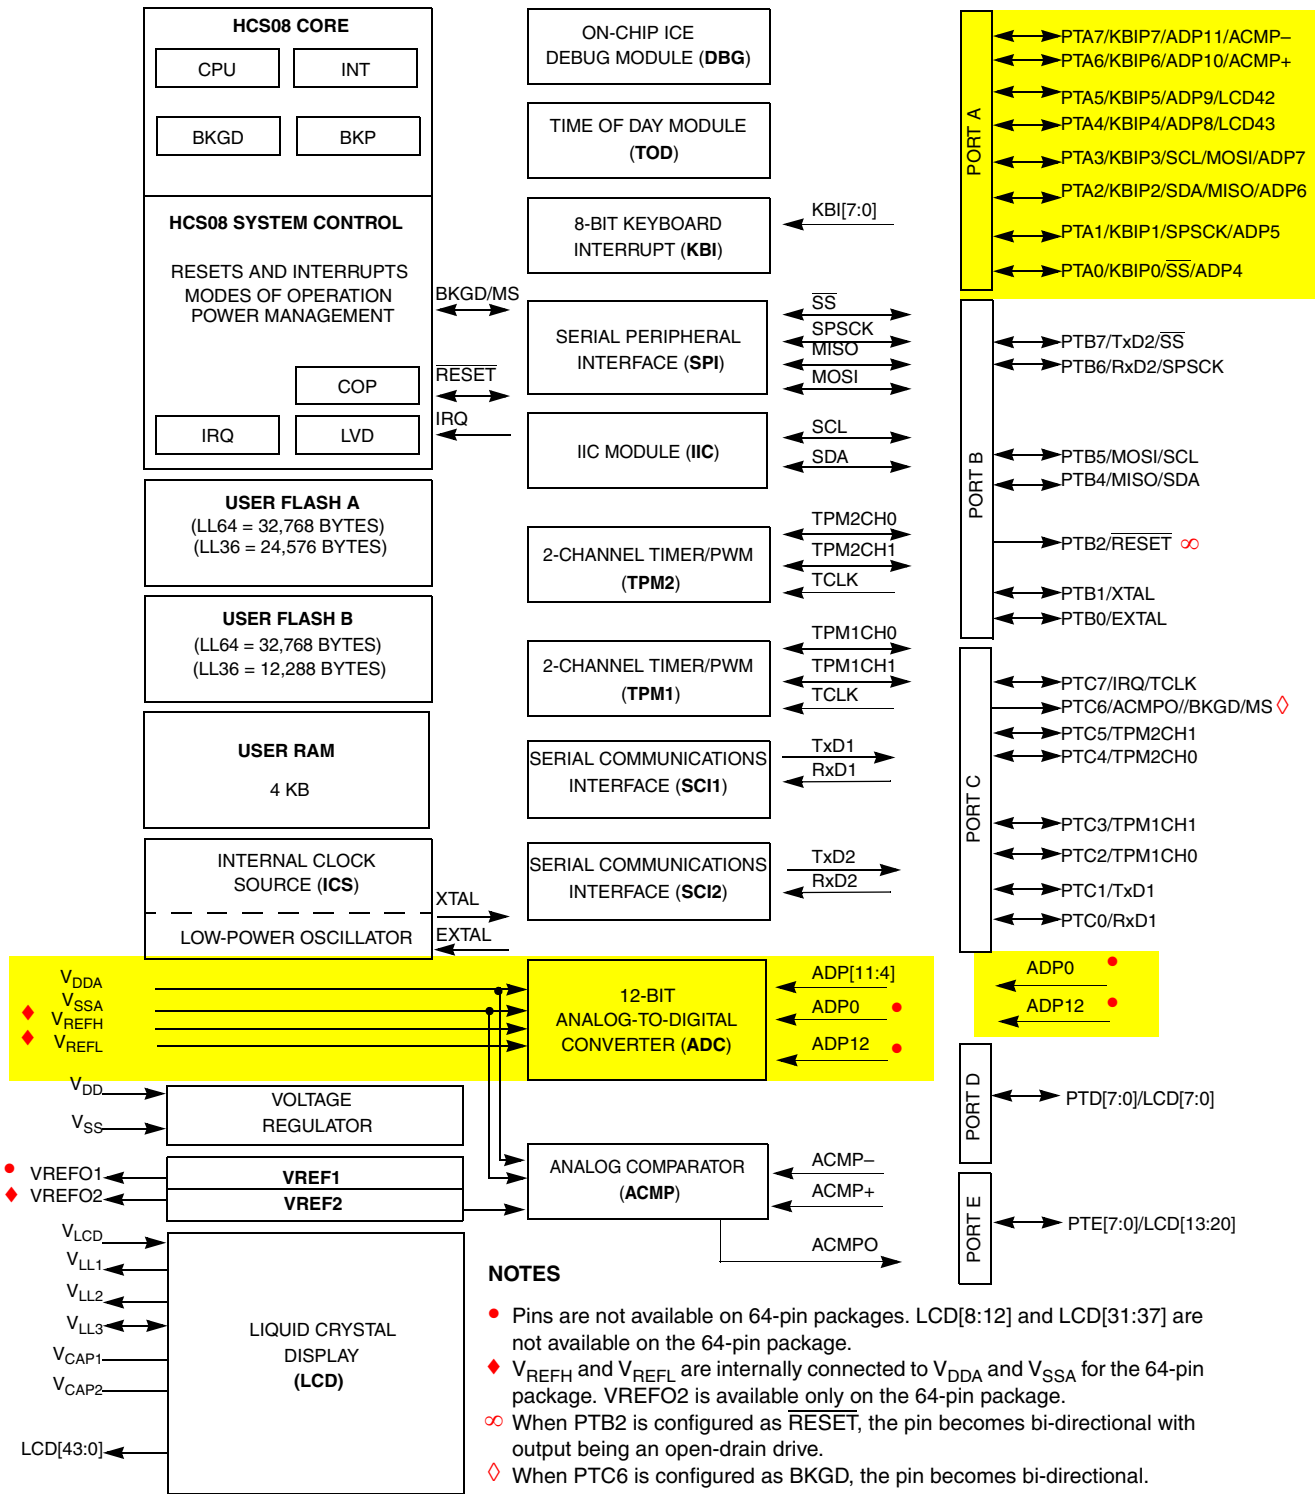 HCS08 CORE
CPU
INT
BKGD
BKP
HCS08 SYSTEM CONTROL
RESETS AND INTERRUPTS
MODES OF OPERATION
POWER MANAGEMENT
COP
IRQ
LVD
BKGD/MS
RESET
IRQ
USER FLASH A
(LL64 = 32,768 BYTES)
(LL36 = 24,576 BYTES)
USER FLASH B
(LL64 = 32,768 BYTES)
(LL36 = 12,288 BYTES)
USER RAM
4 KB
INTERNAL CLOCK
SOURCE (ICS)
LOW-POWER OSCILLATOR
XTAL
EXTAL
VDDA
VSSA
♦ VREFH
♦ VREFL
VDD
VSS
VOLTAGE
REGULATOR
• VREFO1
♦ VREFO2
VREF1
VREF2
VLCD
VLL1
VLL2
VLL3
VCAP1
VCAP2
LCD[43:0]
LIQUID CRYSTAL
DISPLAY
(LCD)
ON-CHIP ICE
DEBUG MODULE (DBG)
TIME OF DAY MODULE
(TOD)
8-BIT KEYBOARD
INTERRUPT (KBI)
KBI[7:0]
SERIAL PERIPHERAL
INTERFACE (SPI)
SS
SPSCK
MISO
MOSI
IIC MODULE (IIC)
SCL
SDA
2-CHANNEL TIMER/PWM
(TPM2)
TPM2CH0
TPM2CH1
TCLK
2-CHANNEL TIMER/PWM
(TPM1)
TPM1CH0
TPM1CH1
TCLK
SERIAL COMMUNICATIONS
INTERFACE (SCI1)
TxD1
RxD1
SERIAL COMMUNICATIONS
INTERFACE (SCI2)
TxD2
RxD2
12-BIT
ANALOG-TO-DIGITAL
CONVERTER (ADC)
ADP[11:4]
ADP0 •
ADP12 •
ANALOG COMPARATOR
(ACMP)
ACMP–
ACMP+
ACMPO
PORT A
PTA7/KBIP7/ADP11/ACMP–
PTA6/KBIP6/ADP10/ACMP+
PTA5/KBIP5/ADP9/LCD42
PTA4/KBIP4/ADP8/LCD43
PTA3/KBIP3/SCL/MOSI/ADP7
PTA2/KBIP2/SDA/MISO/ADP6
PTA1/KBIP1/SPSCK/ADP5
PTA0/KBIP0/SS/ADP4
PORT B
PTB7/TxD2/SS
PTB6/RxD2/SPSCK
PTB5/MOSI/SCL
PTB4/MISO/SDA
PTB2/RESET ∞
PTB1/XTAL
PTB0/EXTAL
PORT C
PTC7/IRQ/TCLK
PTC6/ACMPO//BKGD/MS ◊
PTC5/TPM2CH1
PTC4/TPM2CH0
PTC3/TPM1CH1
PTC2/TPM1CH0
PTC1/TxD1
PTC0/RxD1
ADP0 •
ADP12 •
PORT D
PTD[7:0]/LCD[7:0]
PORT E
PTE[7:0]/LCD[13:20]
NOTES
• Pins are not available on 64-pin packages. LCD[8:12] and LCD[31:37] are
not available on the 64-pin package.
♦ VREFH and VREFL are internally connected to VDDA and VSSA for the 64-pin
package. VREFO2 is available only on the 64-pin package.
∞ When PTB2 is configured as RESET, the pin becomes bi-directional with
output being an open-drain drive.
◊ When PTC6 is configured as BKGD, the pin becomes bi-directional.